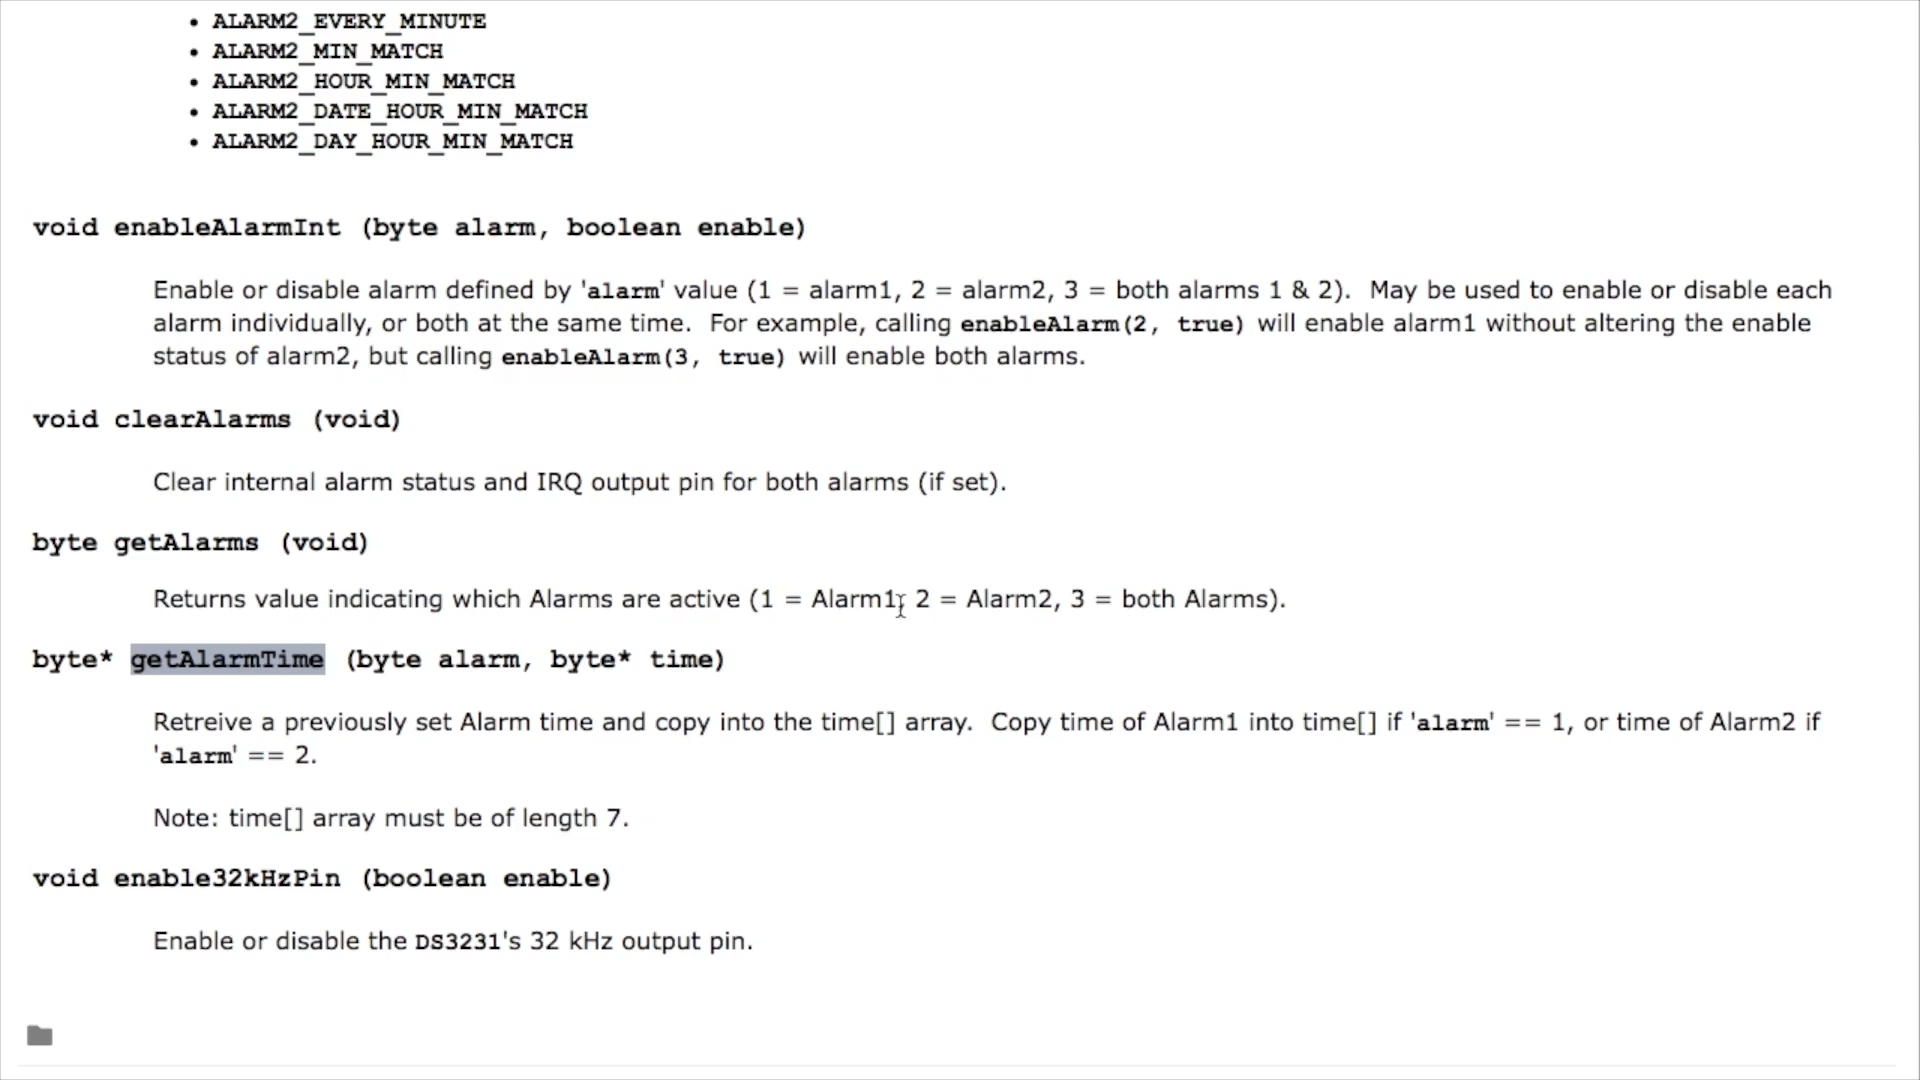 • ALARM2_EVERY_MINUTE
• ALARM2_MIN_MATCH
• ALARM2_HOUR_MIN_MATCH
• ALARM2_DATE_HOUR_MIN_MATCH
• ALARM2_DAY_HOUR_MIN_MATCH
void enableAlarmInt (byte alarm, boolean enable)
Enable or disable alarm defined by 'alarm' value (1 = alarm1, 2 = alarm2, 3 = both alarms 1 & 2). May be used to enable or disable each
alarm individually, or both at the same time. For example, calling enableAlarm(2, true) will enable alarm1 without altering the enable
status of alarm2, but calling enableAlarm(3, true) will enable both alarms.
void clearAlarms (void)
Clear internal alarm status and IRQ output pin for both alarms (if set).
byte getAlarms (void)
Returns value indicating which Alarms are active (1 = Alarm1, 2 = Alarm2, 3 = both Alarms).
byte* getAlarmTime (byte alarm, byte* time)
Retreive a previously set Alarm time and copy into the time[] array. Copy time of Alarm1 into time[] if 'alarm' == 1, or time of Alarm2 if
'alarm' == 2.
Note: time[] array must be of length 7.
void enable32kHzPin (boolean enable)
Enable or disable the DS3231's 32 kHz output pin.